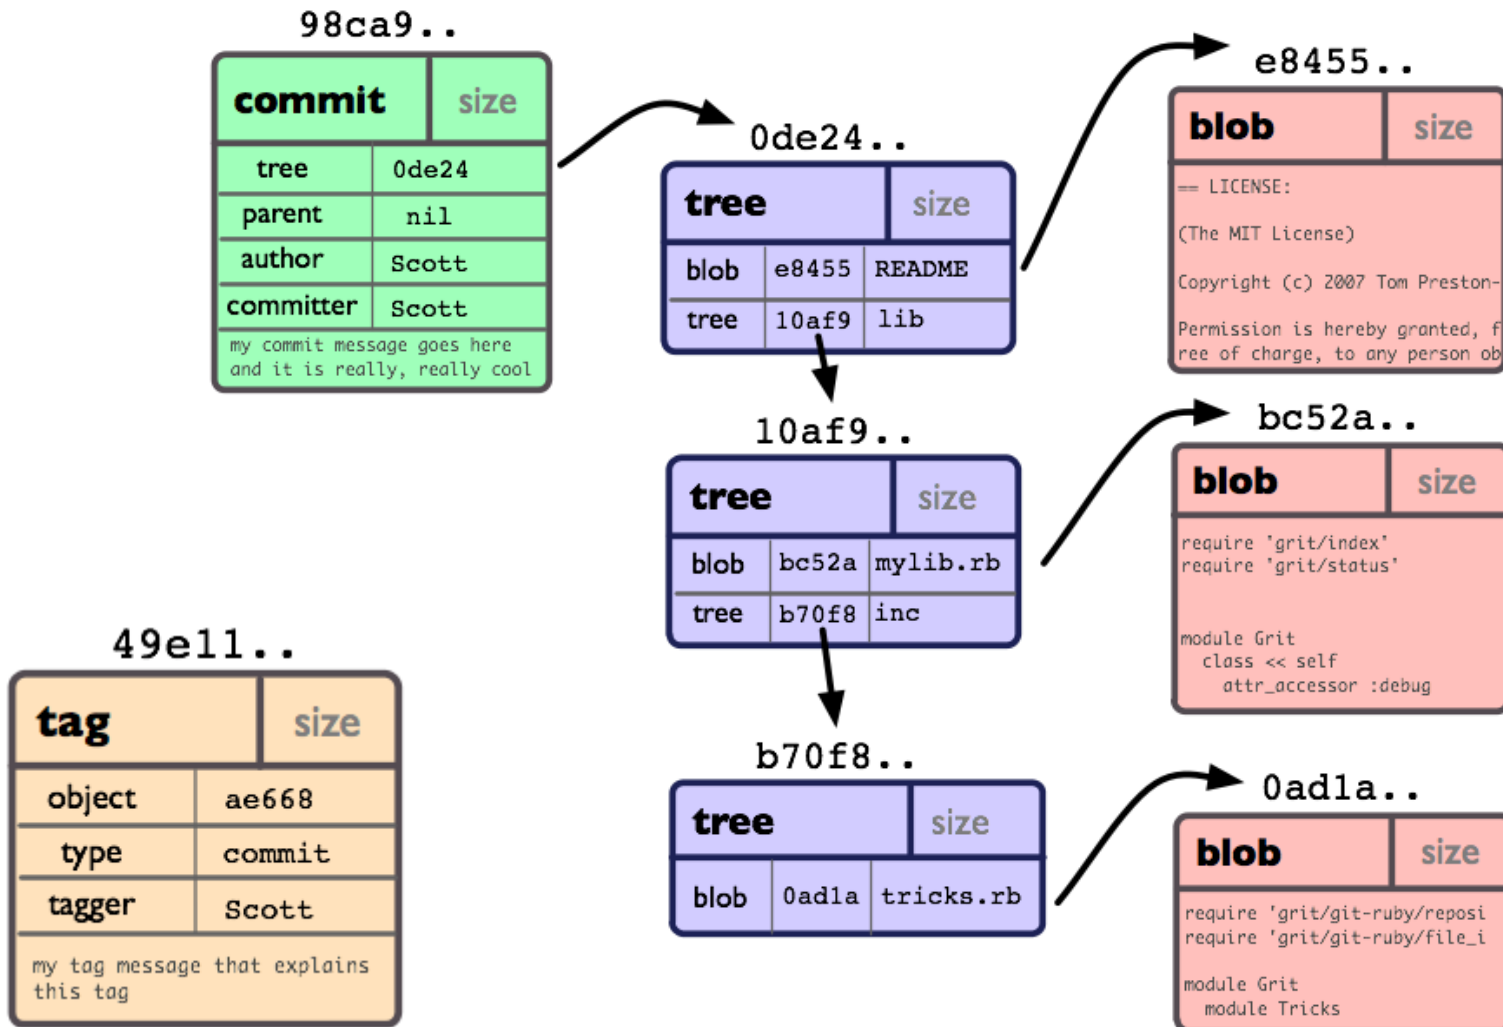 98ca9..
commit size
tree 0de24
parent nil
author Scott
committer Scott
my commit message goes here
and it is really, really cool
0de24..
tree size
blob e8455 README
tree 10af9 lib
e8455..
blob size
== LICENSE:
(The MIT License)
Copyright (c) 2007 Tom Preston-
Permission is hereby granted, f
ree of charge, to any person ob
10af9..
tree size
blob bc52a mylib.rb
tree b70f8 inc
bc52a..
blob size
require 'grit/index'
require 'grit/status'
module Grit
class << self
attr_accessor :debug
49e11..
tag size
object ae668
type commit
tagger Scott
my tag message that explains
this tag
b70f8..
tree size
blob 0ad1a tricks.rb
0ad1a..
blob size
require 'grit/git-ruby/reposi
require 'grit/git-ruby/file_i
module Grit
module Tricks